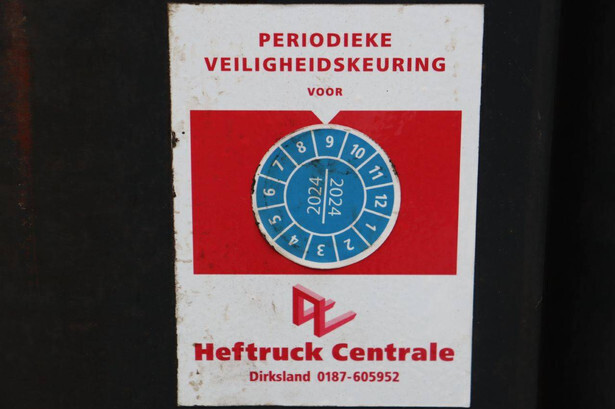 PERIODIEKE
VEILIGHEIDSKEURING
VOOR
1 2 3 4 5 6 7 8 9 10 11 12
2024
2024
Heftruck Centrale
Dirksland 0187-605952